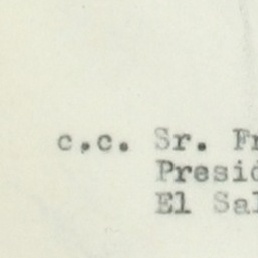 c.c. Sr. Fr
Presid
El Sal